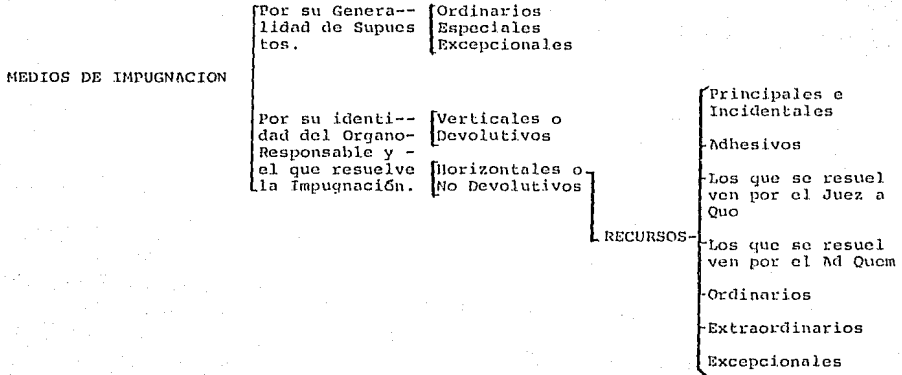 Por su Genera--
lidad de Supues
tos.
Ordinarios
Especiales
Excepcionales
MEDIOS DE IMPUGNACION
Por su identi--
dad del Organo-
Responsable y -
el que resuelve
la Impugnación.
Verticales o
Devolutivos
Horizontales o
No Devolutivos
RECURSOS-
Principales e
Incidentales
Adhesivos
Los que se resuel
ven por el Juez a
Quo
Los que se resuel
ven por el Ad Quem
Ordinarios
Extraordinarios
Excepcionales